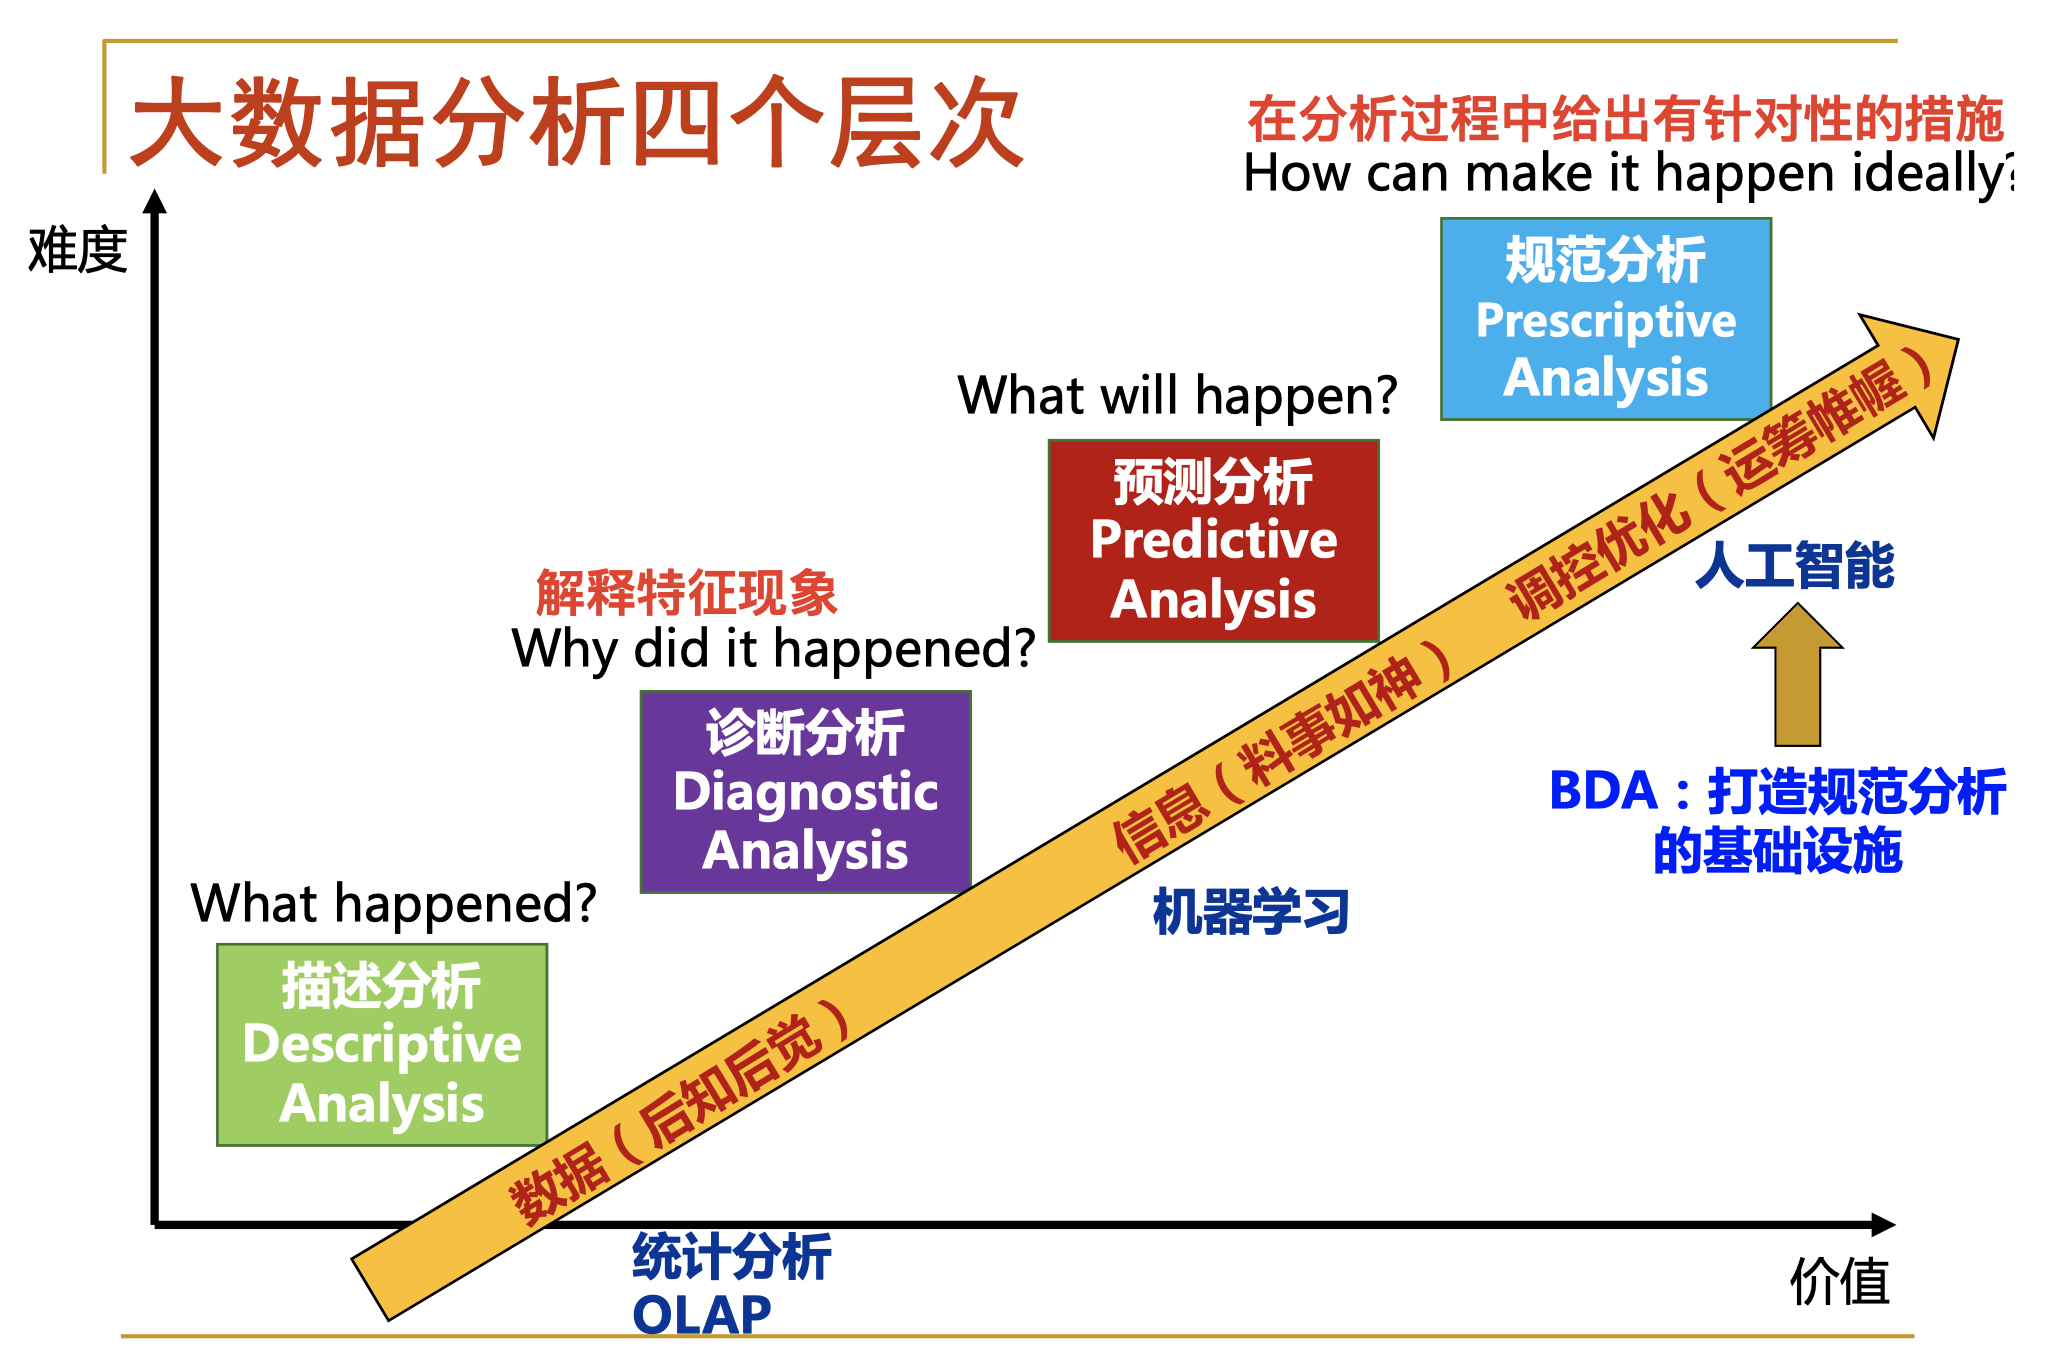 大数据分析四个层次
在分析过程中给出有针对性的措施
How can make it happen ideally?
难度
规范分析
Prescriptive
Analysis
What will happen?
预测分析
Predictive
Analysis
解释特征现象
Why did it happened?
诊断分析
Diagnostic
Analysis
What happened?
描述分析
Descriptive
Analysis
数据（后知后觉）
信息（料事如神）
调控优化（运筹帷幄）
人工智能
BDA：打造规范分析
的基础设施
机器学习
统计分析
OLAP
价值